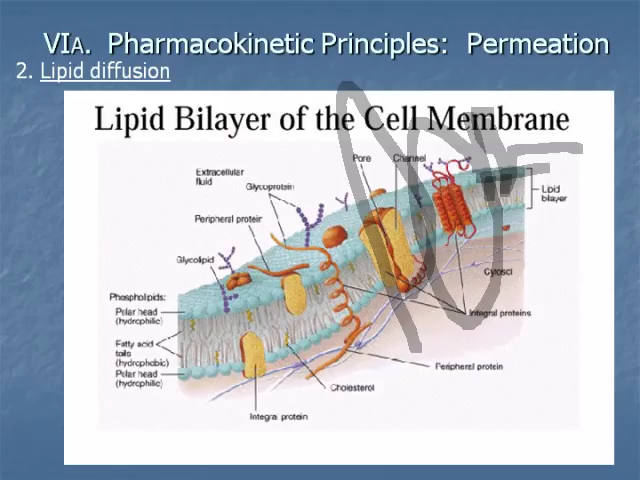 VIA. Pharmacokinetic Principles: Permeation
2. Lipid diffusion
Lipid Bilayer of the Cell Membrane
Pore
Channel
Extracellular
fluid
Glycoprotein
Lipid
bilayer
Peripheral protein
Glycolipid
Cytosol
Phospholipids:
Polar head
(hydrophilic)
Integral proteins
Fatty acid
tails
(hydrophobic)
Polar head
(hydrophilic)
Peripheral protein
Cholesterol
Integral protein